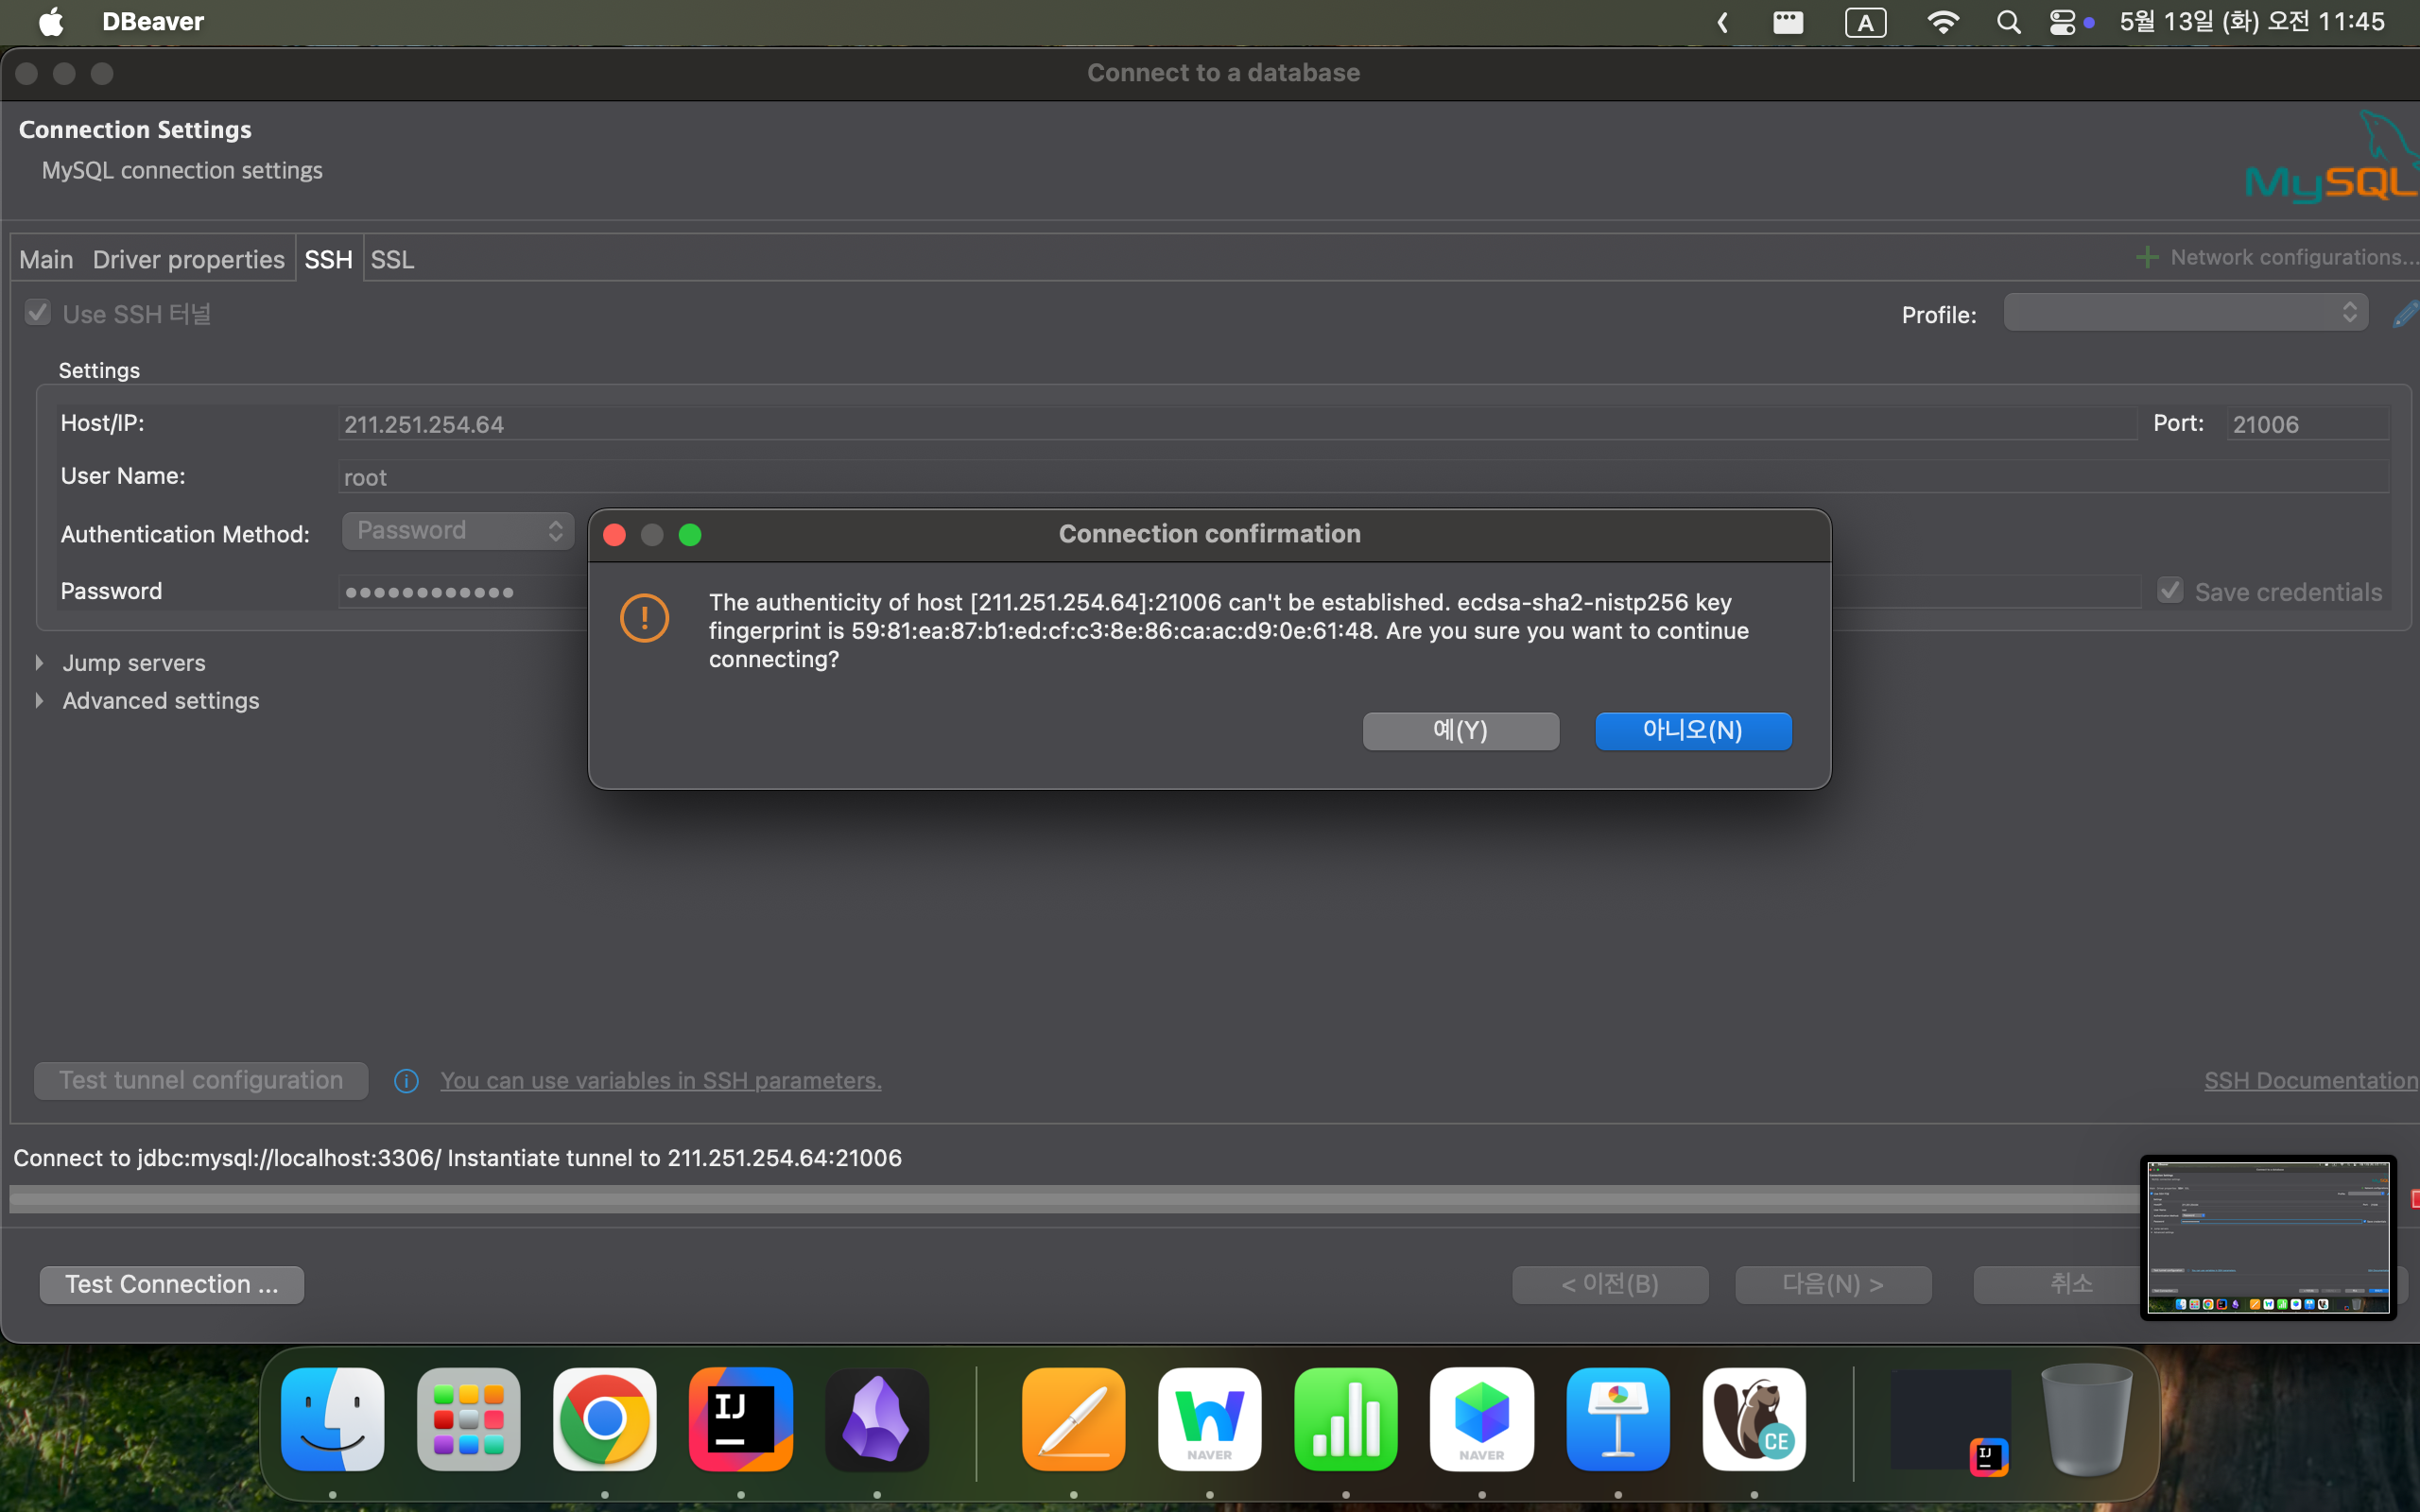 DBeaver
A
5월 13일 (화) 오전 11:45
Connect to a database
Connection Settings
MySQL connection settings
MySQL
Main Driver properties SSH SSL
Network configurations...
Use SSH 터널
Profile:
Settings
Host/IP: 211.251.254.64 Port: 21006
User Name: root
Authentication Method: Password
Connection confirmation
Password ●●●●●●●●●●●● Save credentials
The authenticity of host [211.251.254.64]:21006 can't be established. ecdsa-sha2-nistp256 key
fingerprint is 59:81:ea:87:b1:ed:cf:c3:8e:86:ca:ac:d9:0e:61:48. Are you sure you want to continue
connecting?
예(Y) 아니오(N)
Jump servers
Advanced settings
Test tunnel configuration
You can use variables in SSH parameters.
SSH Documentation
Connect to jdbc:mysql://localhost:3306/ Instantiate tunnel to 211.251.254.64:21006
Test Connection ...
< 이전(B) 다음(N) > 취소
IJ
NAVER
NAVER
CE
IJ